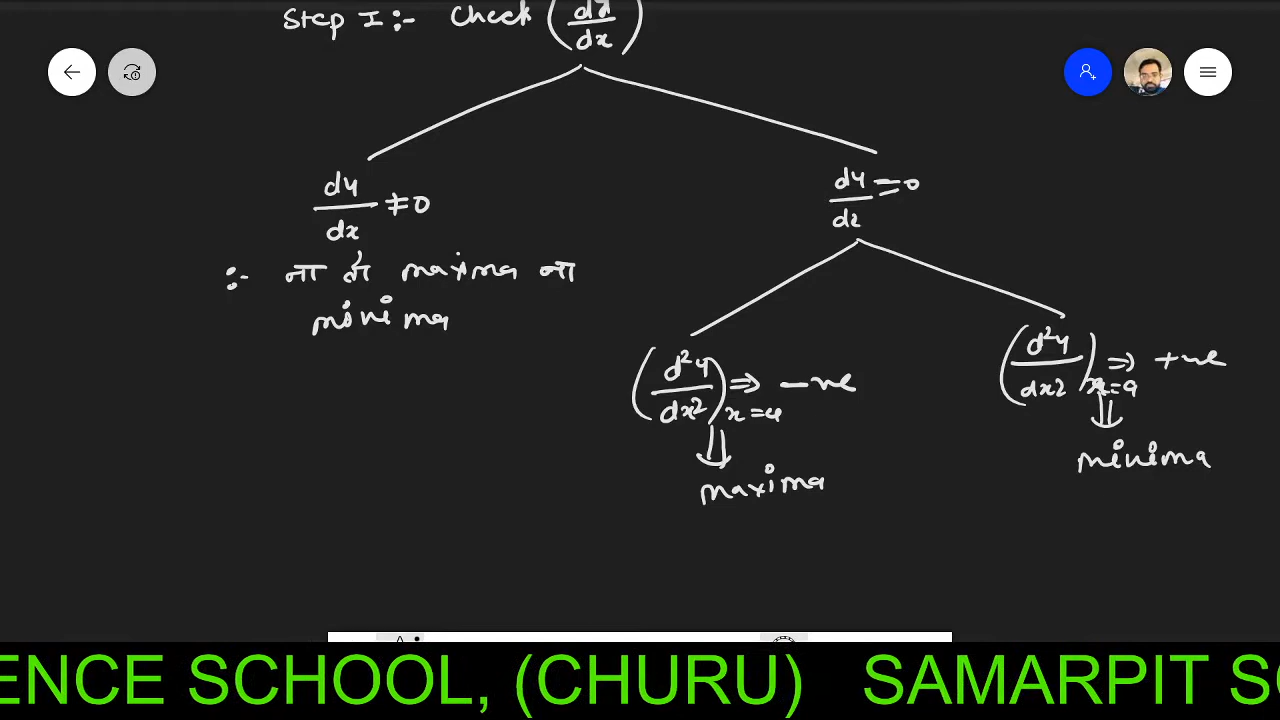 Step I :- Check (dy/dx)
dy/dx ≠ 0
dy/dx = 0
:- ना तो maxima ना
minima
(d²y/dx²) x=a ⇒ -ve
(d²y/dx²) x=a ⇒ +ve
⇓
maxima
⇓
minima
ENCE SCHOOL, (CHURU) SAMARPIT SC